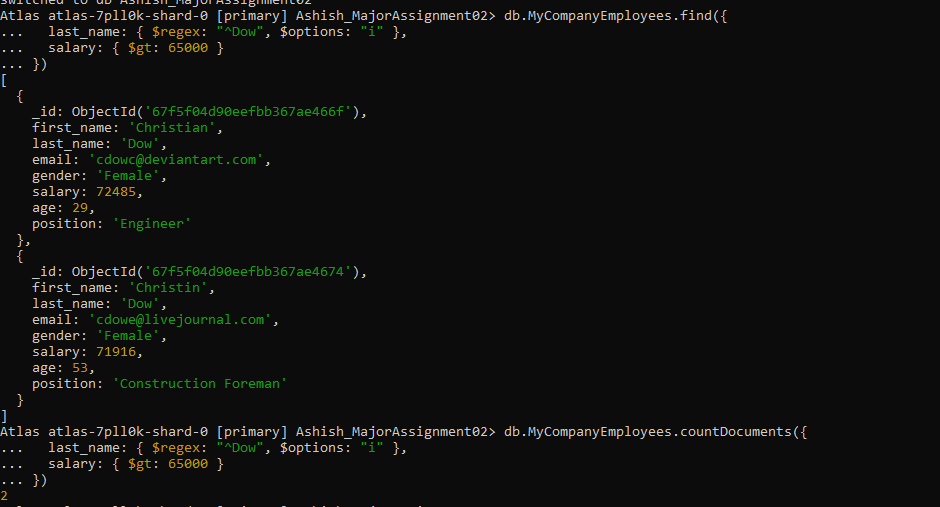 switched to db Ashish_MajorAssignment02
Atlas atlas-7pll0k-shard-0 [primary] Ashish_MajorAssignment02> db.MyCompanyEmployees.find({
...   last_name: { $regex: "^Dow", $options: "i" },
...   salary: { $gt: 65000 }
... })
[
  {
    _id: ObjectId('67f5f04d90eefbb367ae466f'),
    first_name: 'Christian',
    last_name: 'Dow',
    email: 'cdowc@deviantart.com',
    gender: 'Female',
    salary: 72485,
    age: 29,
    position: 'Engineer'
  },
  {
    _id: ObjectId('67f5f04d90eefbb367ae4674'),
    first_name: 'Christin',
    last_name: 'Dow',
    email: 'cdowe@livejournal.com',
    gender: 'Female',
    salary: 71916,
    age: 53,
    position: 'Construction Foreman'
  }
]
Atlas atlas-7pll0k-shard-0 [primary] Ashish_MajorAssignment02> db.MyCompanyEmployees.countDocuments({
...   last_name: { $regex: "^Dow", $options: "i" },
...   salary: { $gt: 65000 }
... })
2